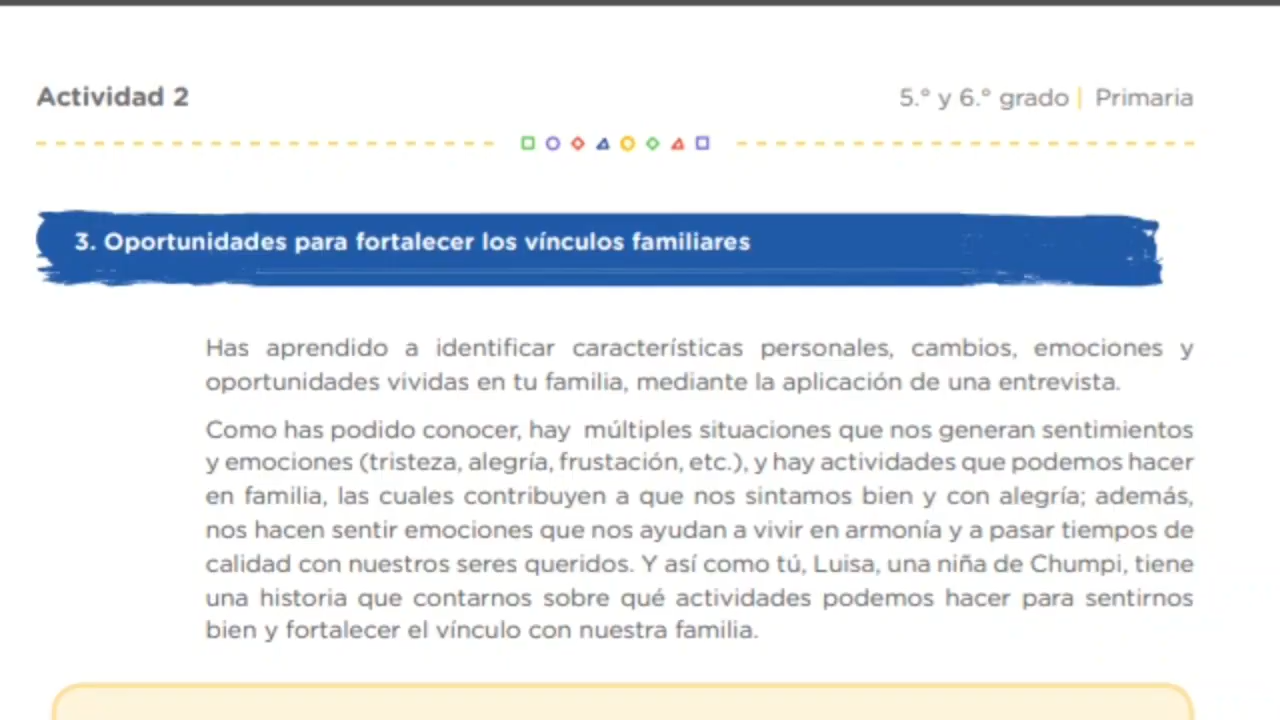 Actividad 2
5.° y 6.° grado | Primaria
3. Oportunidades para fortalecer los vínculos familiares
Has aprendido a identificar características personales, cambios, emociones y
oportunidades vividas en tu familia, mediante la aplicación de una entrevista.
Como has podido conocer, hay múltiples situaciones que nos generan sentimientos
y emociones (tristeza, alegría, frustación, etc.), y hay actividades que podemos hacer
en familia, las cuales contribuyen a que nos sintamos bien y con alegría; además,
nos hacen sentir emociones que nos ayudan a vivir en armonía y a pasar tiempos de
calidad con nuestros seres queridos. Y así como tú, Luisa, una niña de Chumpi, tiene
una historia que contarnos sobre qué actividades podemos hacer para sentirnos
bien y fortalecer el vínculo con nuestra familia.